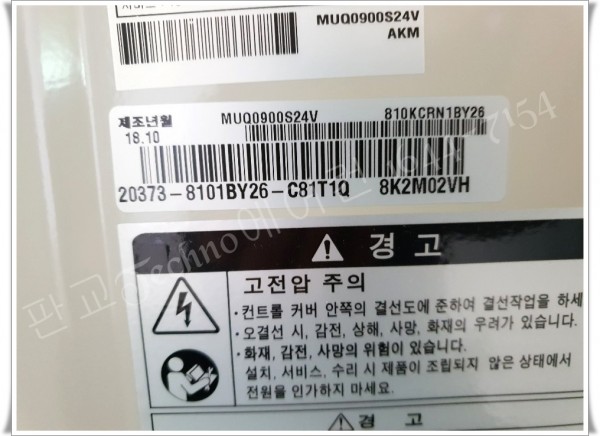 MUQ0900S24V
AKM
제조년월 MUQ0900S24V 810KCRN1BY26
18.10
20373-8101BY26-C81T1Q 8K2M02VH
경고
고전압 주의
· 컨트롤 커버 안쪽의 결선도에 준하여 결선작업을 하세
· 오결선 시, 감전, 상해, 사망, 화재의 우려가 있습니다.
· 화재, 감전, 사망의 위험이 있습니다.
설치, 서비스, 수리 시 제품이 조립되지 않은 상태에서
전원을 인가하지 마세요.
경고